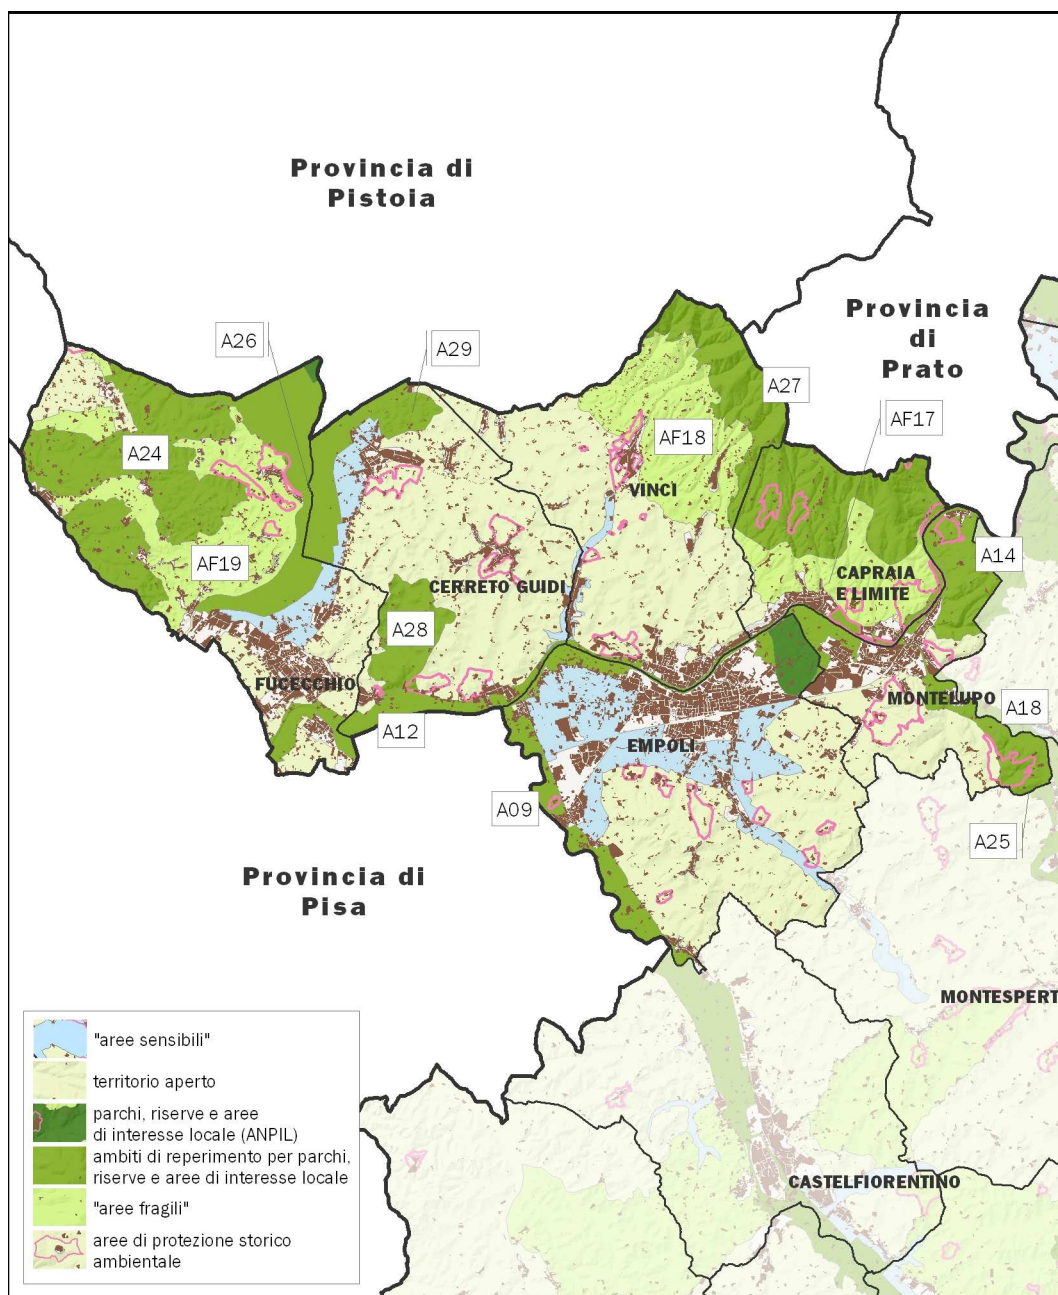 Provincia di
Pistoia
Provincia
di
Prato
A26
A29
A27
AF17
A24
AF18
VINCI
AF19
CERRETO GUIDI
CAPRAIA
E LIMITE
A14
A28
FUCECCHIO
MONTELUPO
A18
A12
EMPOLI
A09
A25
Provincia di
Pisa
MONTESPERT
CASTELFIORENTINO
"aree sensibili"
territorio aperto
parchi, riserve e aree
di interesse locale (ANPIL)
ambiti di reperimento per parchi,
riserve e aree di interesse locale
"aree fragili"
aree di protezione storico
ambientale